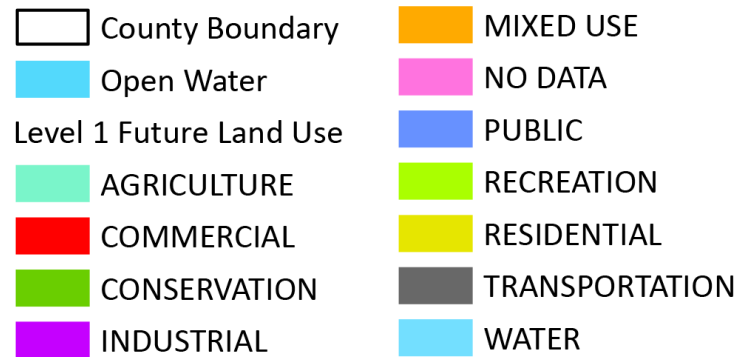 County Boundary
Open Water
Level 1 Future Land Use
AGRICULTURE
COMMERCIAL
CONSERVATION
INDUSTRIAL
MIXED USE
NO DATA
PUBLIC
RECREATION
RESIDENTIAL
TRANSPORTATION
WATER